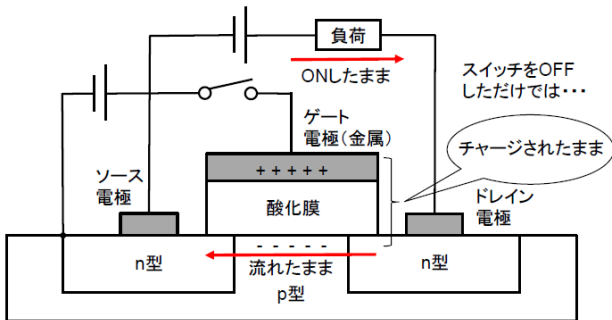 負荷
ONしたまま
スイッチをOFF
しただけでは・・・
ゲート
電極(金属)
チャージされたまま
+ + + + +
ソース
電極
酸化膜
ドレイン
電極
- - - - -
n型
流れたまま
n型
p型